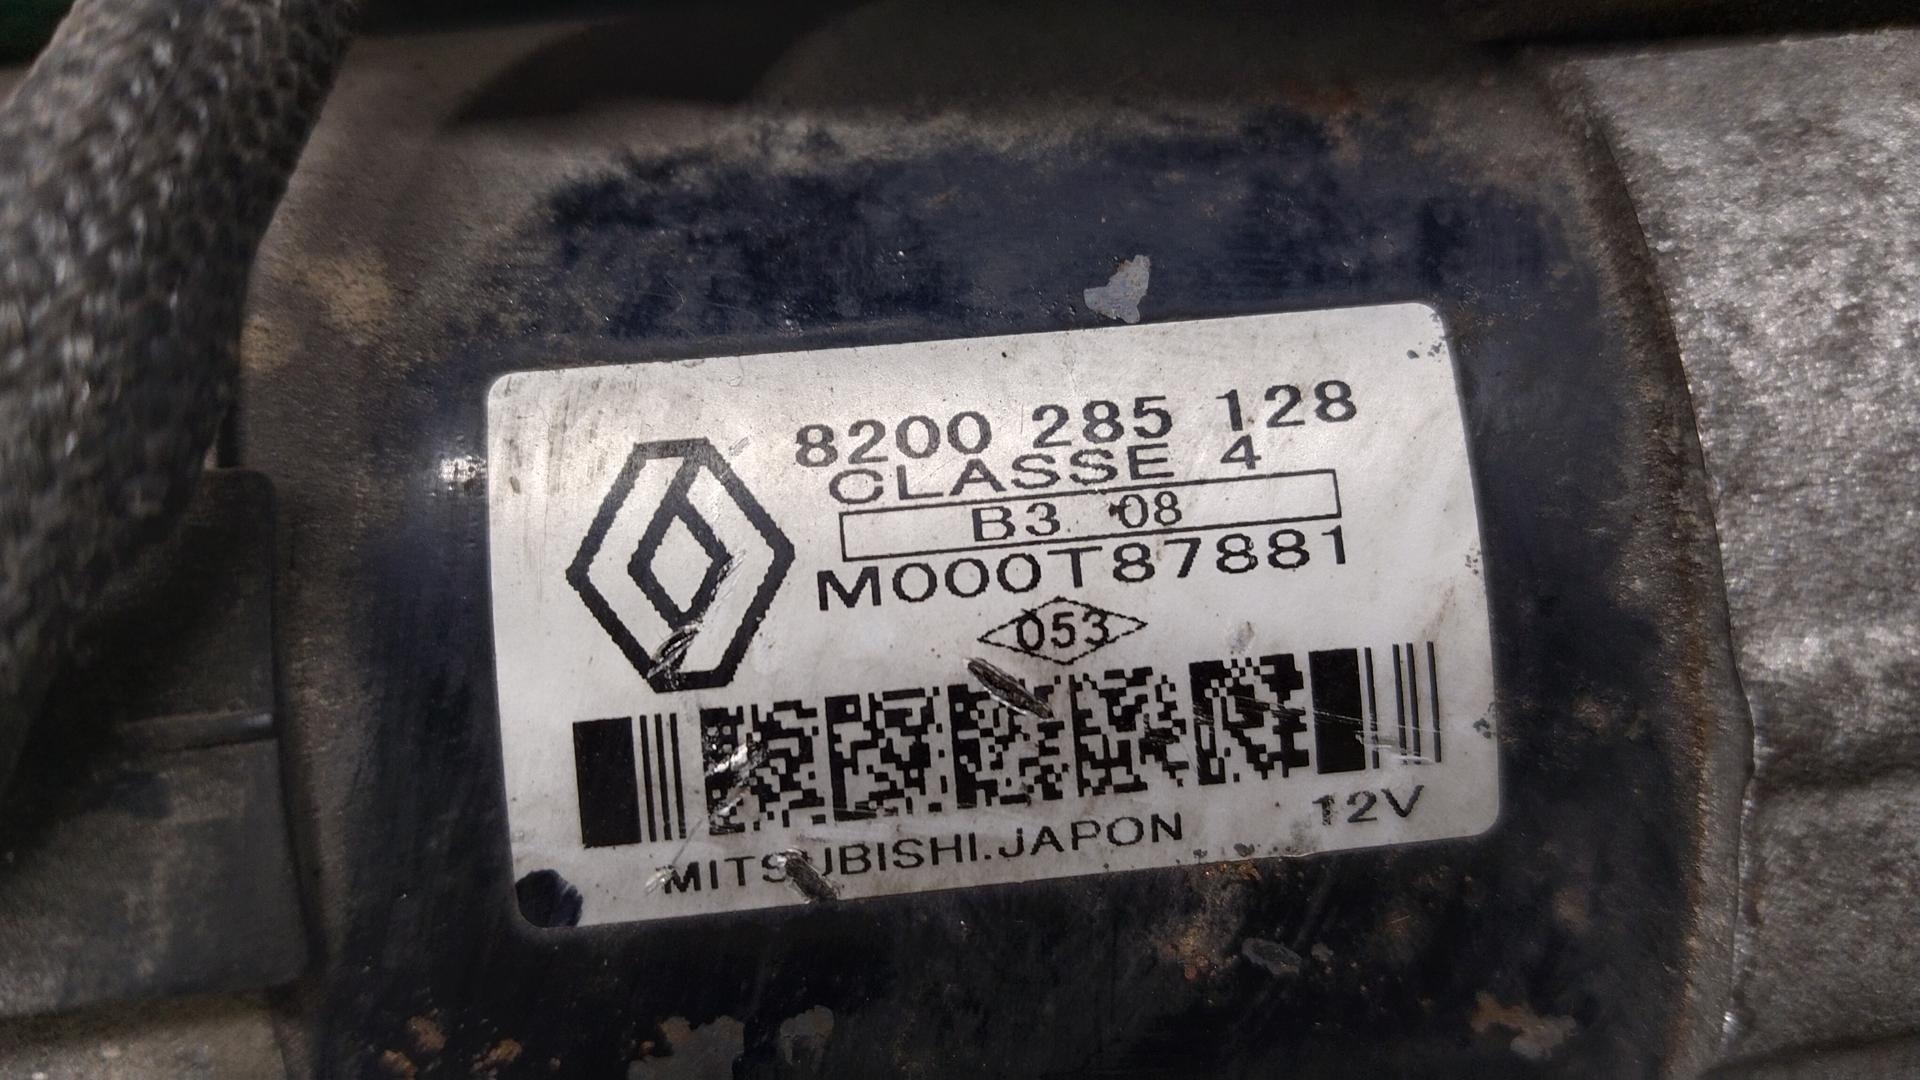 8200 285 128
CLASSE 4
B3 08
M000T87881
053
MITSUBISHI.JAPON
12V